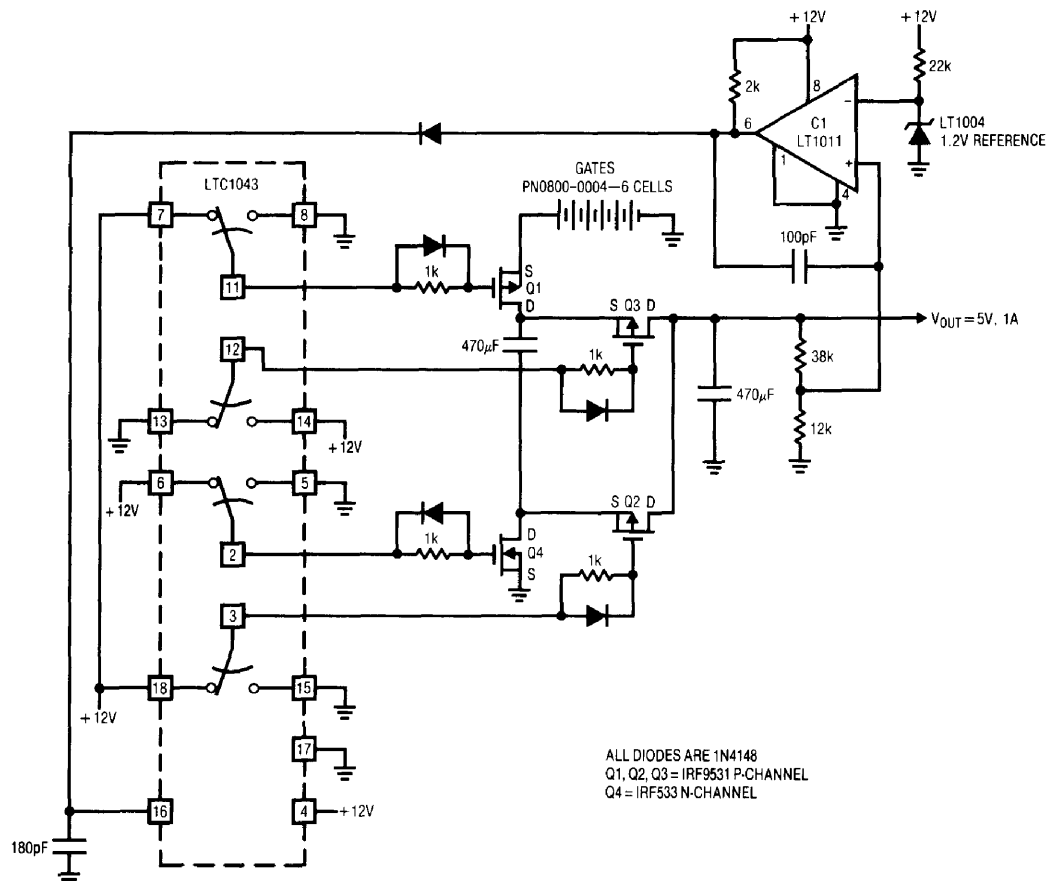 +12V
+12V
2k
8
22k
6
C1
LT1011
−
+
1
4
LT1004
1.2V REFERENCE
100pF
GATES
PN0800-0004—6 CELLS
LTC1043
7
8
11
1k
S
Q1
D
S Q3 D
470µF
12
1k
VOUT = 5V, 1A
38k
470µF
12k
13
14
+12V
6
5
+12V
2
1k
D
Q4
S
S Q2 D
1k
3
18
15
+12V
17
16
4
+12V
180pF
ALL DIODES ARE 1N4148
Q1, Q2, Q3 = IRF9531 P-CHANNEL
Q4 = IRF533 N-CHANNEL